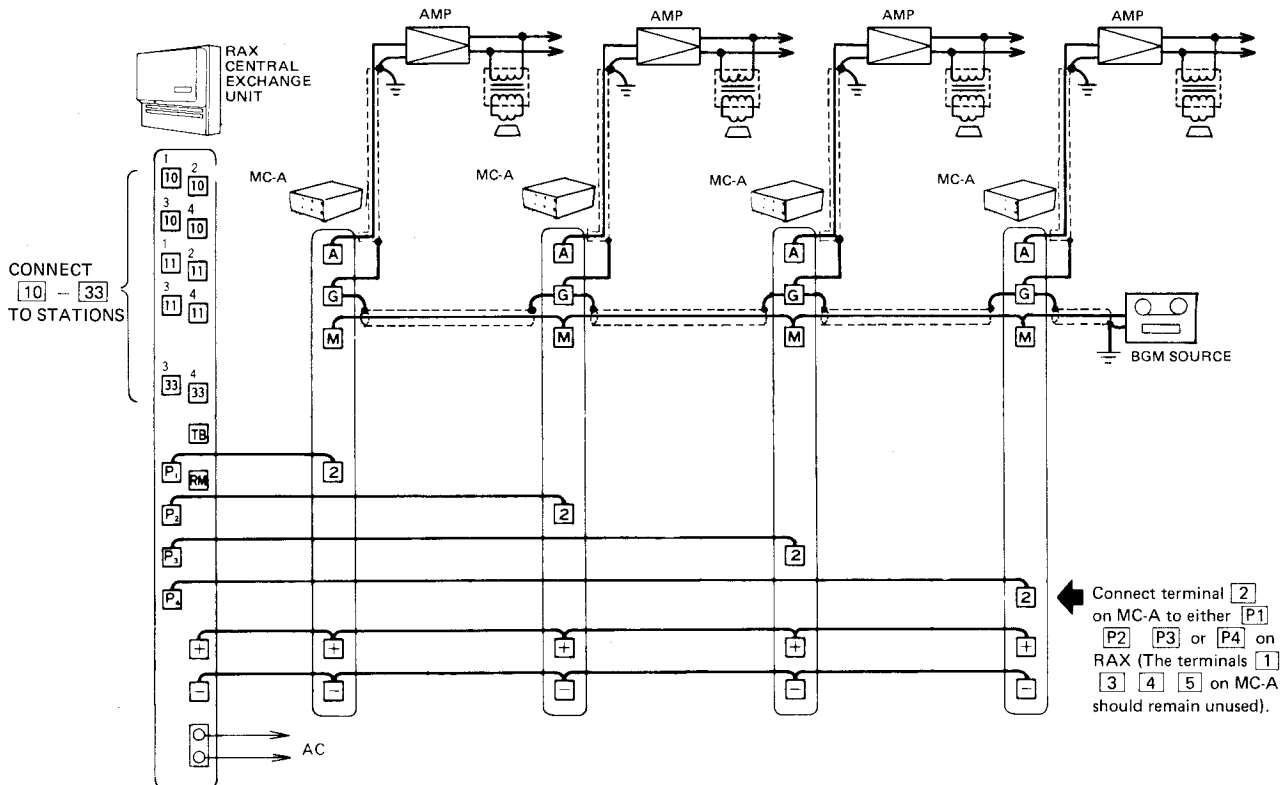 AMP AMP AMP AMP
RAX
CENTRAL
EXCHANGE
UNIT
MC-A MC-A MC-A MC-A
1 2
10 10
3 4
10 10
1 2
11 11
3 4
11 11
CONNECT
10 – 33
TO STATIONS
3 4
33 33
A A A A
G G G G
M M M M
BGM SOURCE
TB
P1 2
RM
P2 2
P3 2
P4 2
+ + + + +
− − − − −
AC
Connect terminal 2
on MC-A to either P1
P2 P3 or P4 on
RAX (The terminals 1
3 4 5 on MC-A
should remain unused).